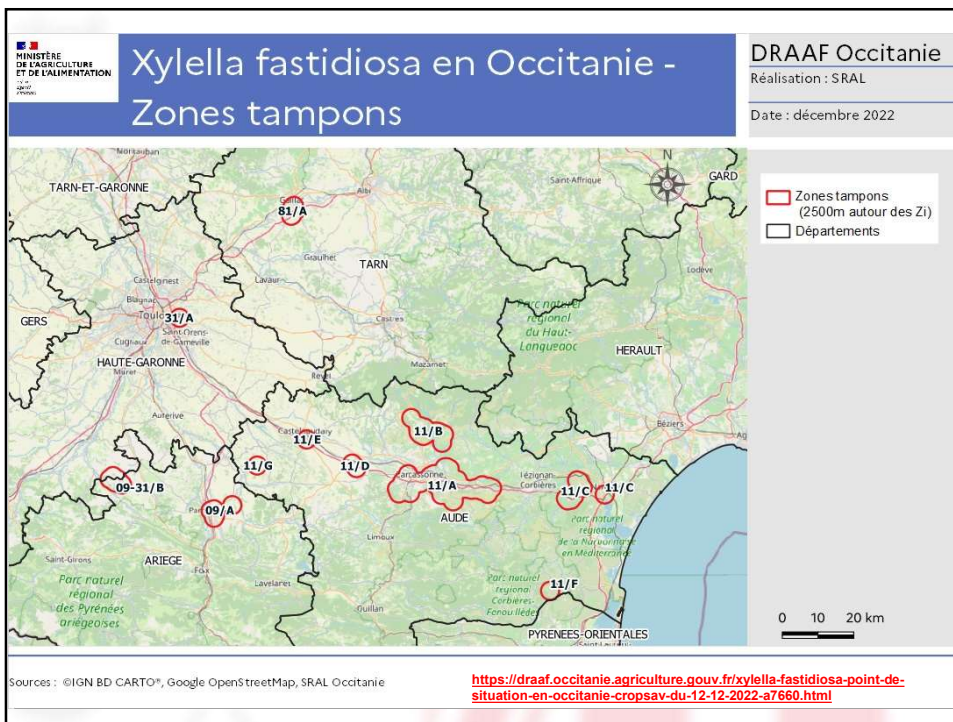 MINISTÈRE
DE L'AGRICULTURE
ET DE L'ALIMENTATION
Xylella fastidiosa en Occitanie -
Zones tampons
DRAAF Occitanie
Réalisation : SRAL
Date : décembre 2022
Montauban
TARN-ET-GARONNE
Albi
Saint-Affrique
N
GARD
Gaillac
81/A
Zones tampons
(2500m autour des Zi)
Départements
Graulhet
TARN
Lodève
Castelginest
Lavaur
Blagnac
Toulo
31/A
Castres
Parc naturel
régional
du Haut-
Languedoc
GERS
Cugnaux
Saint-Orens-
de-Gameville
HERAULT
HAUTE-GARONNE
Muret
Mazamet
Revel
Auterive
Béziers
Ag
Castelnaudary
11/E
11/B
11/G
11/D
Carcassonne
11/A
Lézignan-
Corbières
11/C
11/C
09-31/B
09/A
AUDE
Parc naturel
régional
de la Narbonnaise
en Méditerranée
Limoux
Saint-Girons
ARIEGE
Foix
Parc naturel
régional
des Pyrénées
ariégeoises
Lavelanet
Quillan
Parc naturel
régional
Corbières-
Fenouillèdes
11/F
PYRENEES-ORIENTALES
0 10 20 km
Sources : ©IGN BD CARTO®, Google OpenStreetMap, SRAL Occitanie
https://draaf.occitanie.agriculture.gouv.fr/xylella-fastidiosa-point-de-
situation-en-occitanie-cropsav-du-12-12-2022-a7660.html